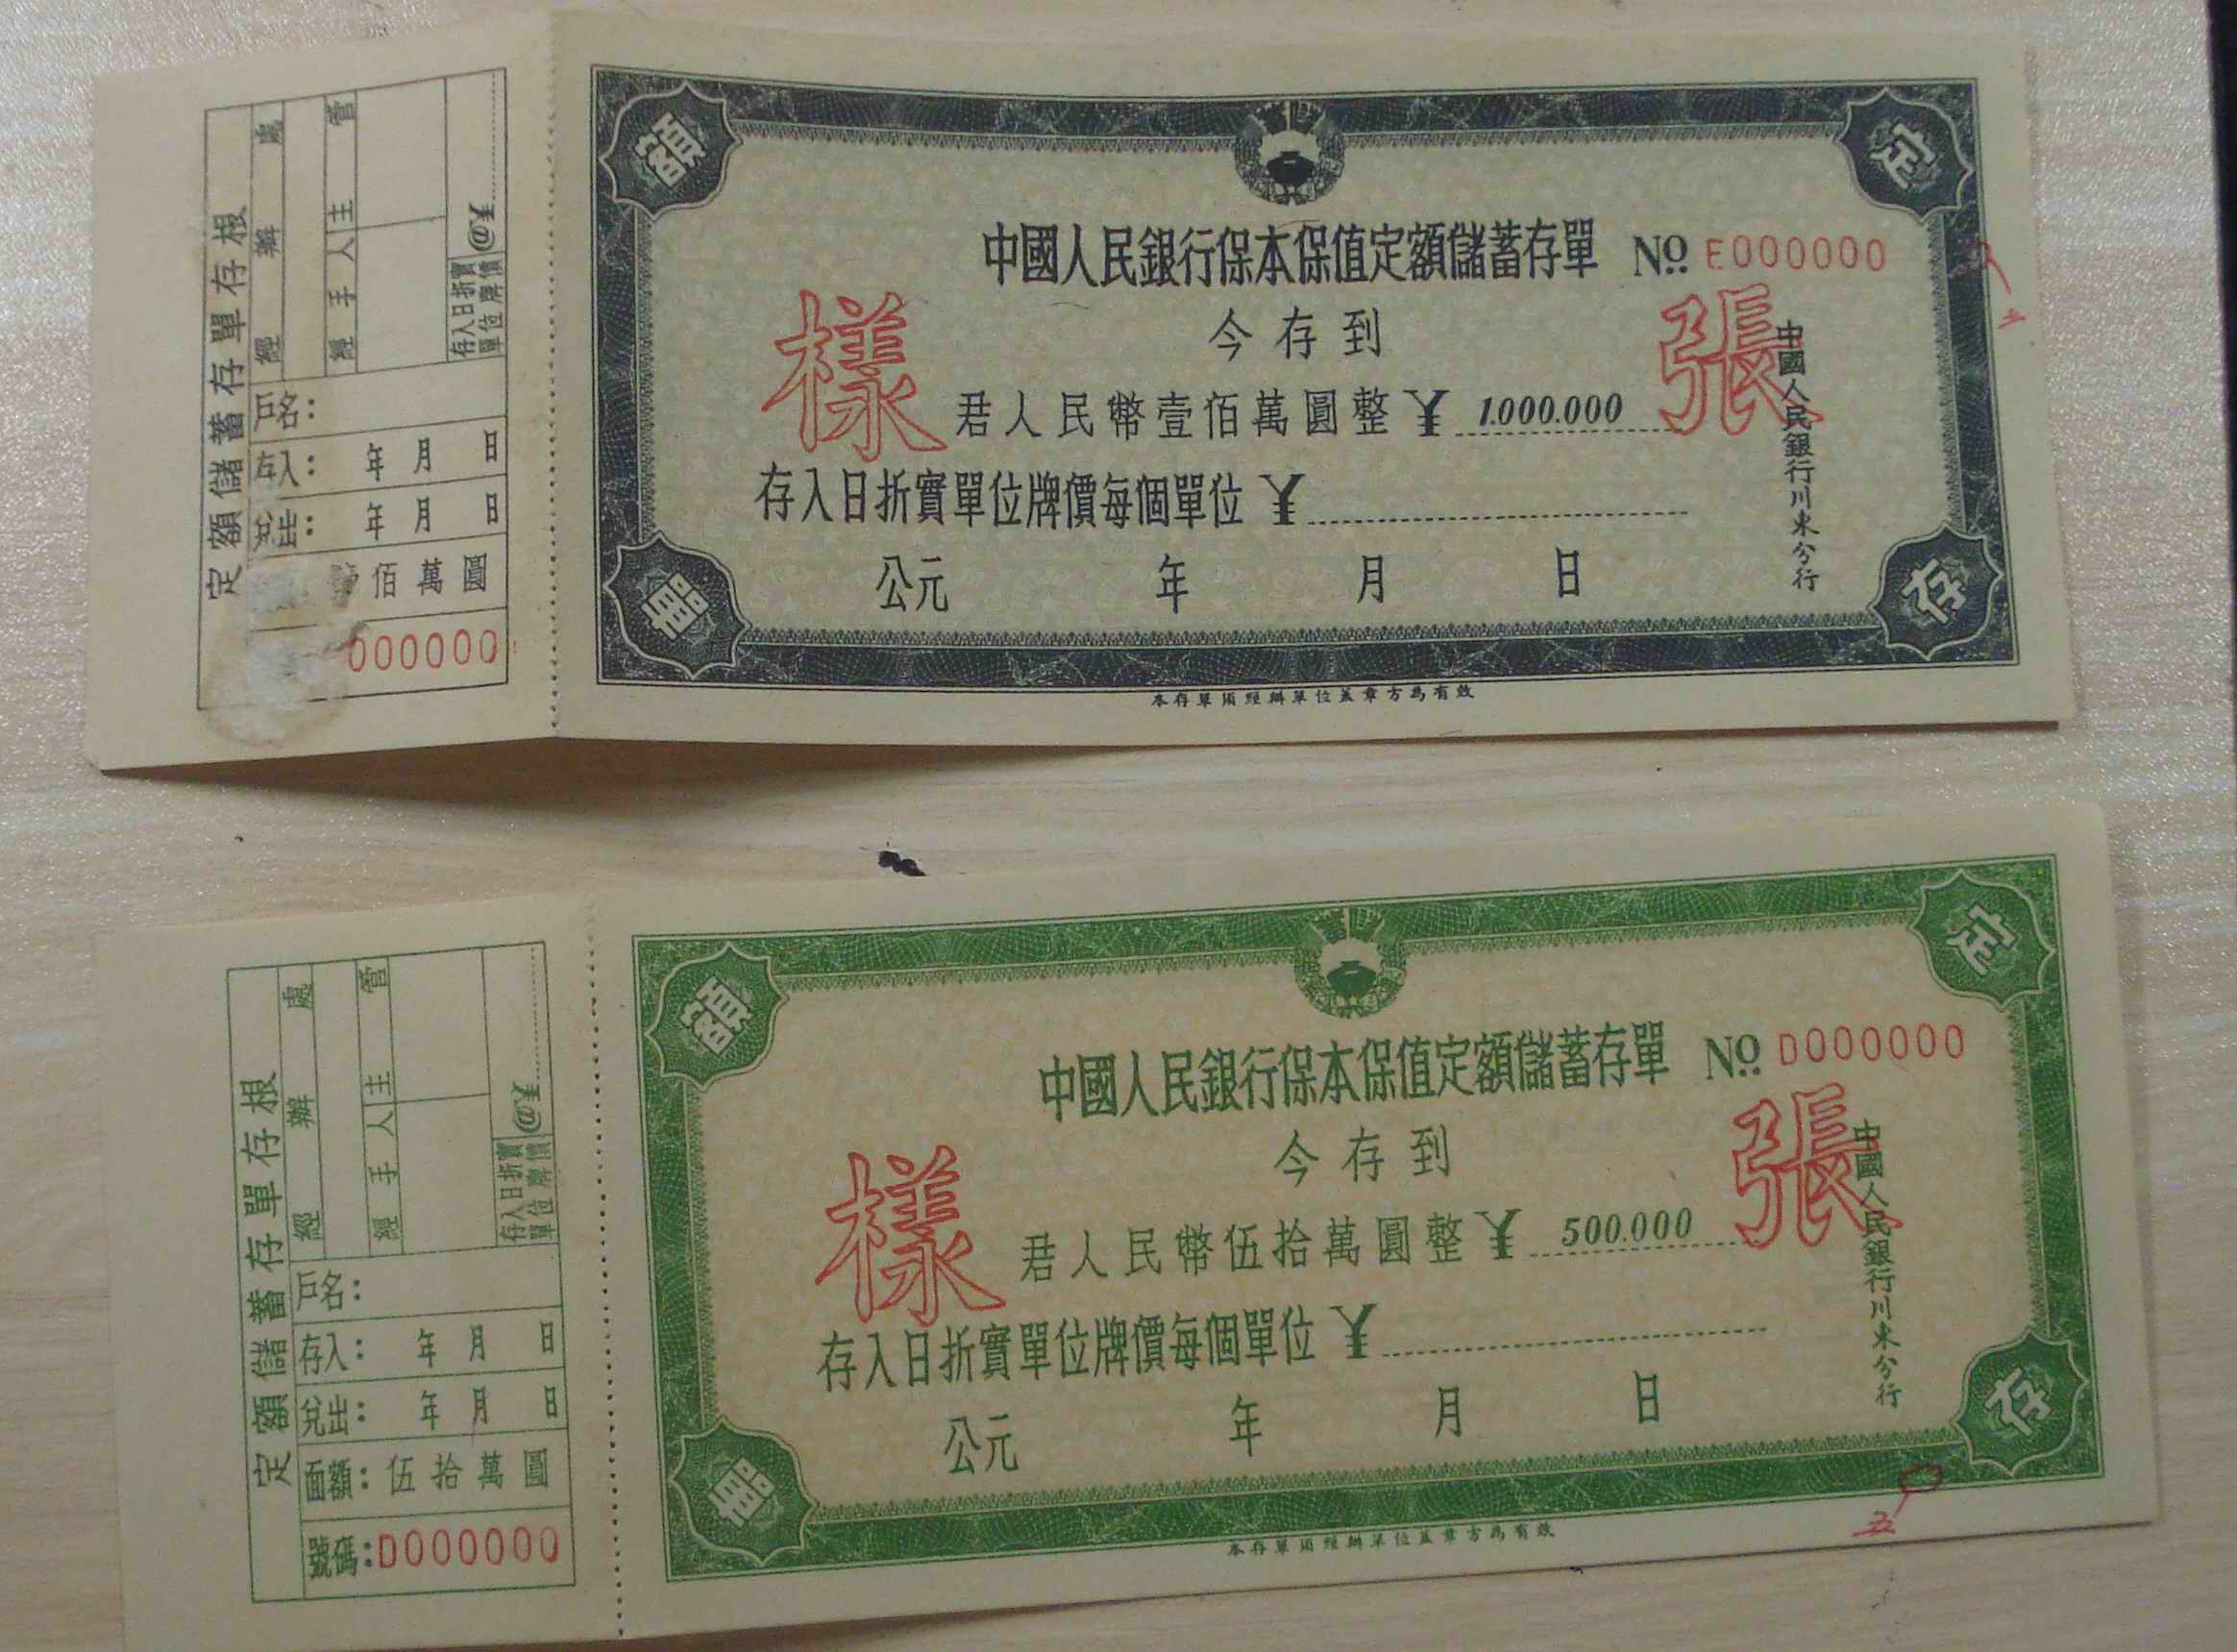 定額儲蓄存單存根
經辦處
經手人 主管
存入日折實單位牌價 @¥
戶名：
存入： 年 月 日
兌出： 年 月 日
佰萬圓
000000
額 定
中國人民銀行保本保值定額儲蓄存單 No. E000000
今存到
樣 張
君人民幣壹佰萬圓整 ¥ 1.000.000
存入日折實單位牌價每個單位 ¥
公元 年 月 日
中國人民銀行川東分行
單 存
本存單須經辦單位蓋章方為有效
定額儲蓄存單存根
經辦處
經手人 主管
存入日折實單位牌價 @¥
戶名：
存入： 年 月 日
兌出： 年 月 日
面額：伍拾萬圓
號碼：D000000
額 定
中國人民銀行保本保值定額儲蓄存單 No. D000000
今存到
樣 張
君人民幣伍拾萬圓整 ¥ 500.000
存入日折實單位牌價每個單位 ¥
公元 年 月 日
中國人民銀行川東分行
單 存
本存單須經辦單位蓋章方為有效